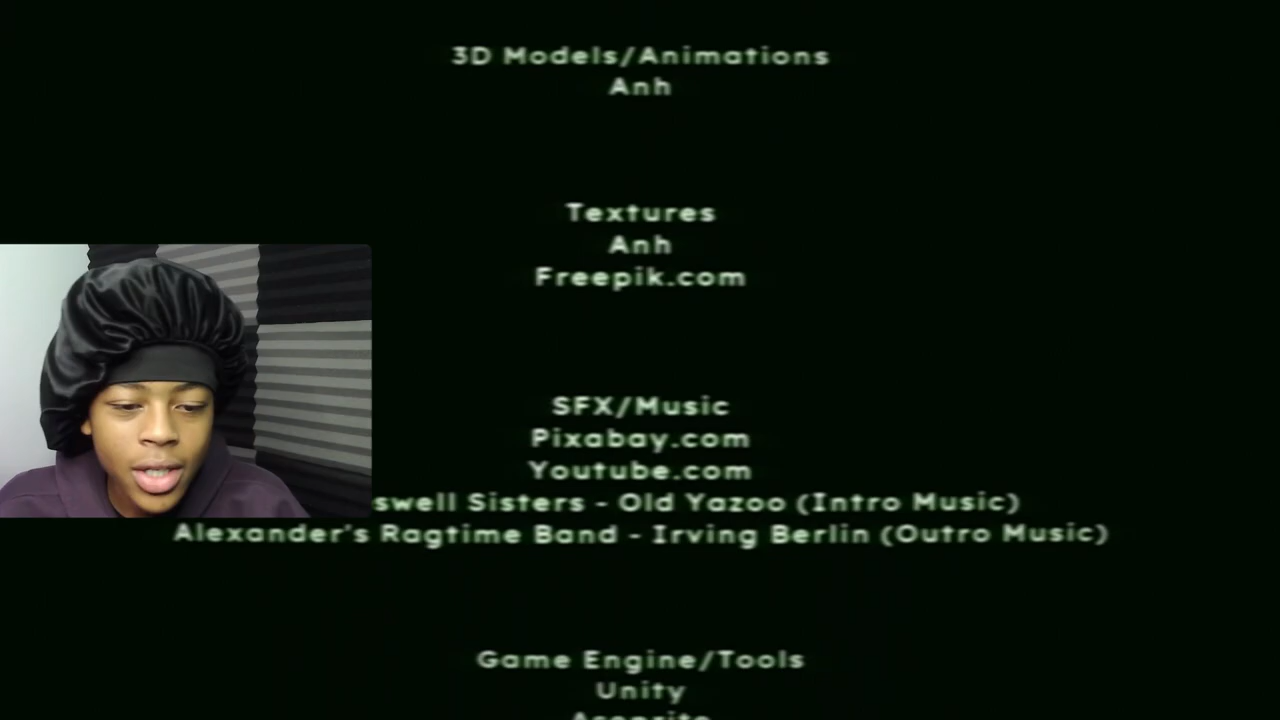 3D Models/Animations
Anh
Textures
Anh
Freepik.com
SFX/Music
Pixabay.com
Youtube.com
swell Sisters - Old Yazoo (Intro Music)
Alexander's Ragtime Band - Irving Berlin (Outro Music)
Game Engine/Tools
Unity